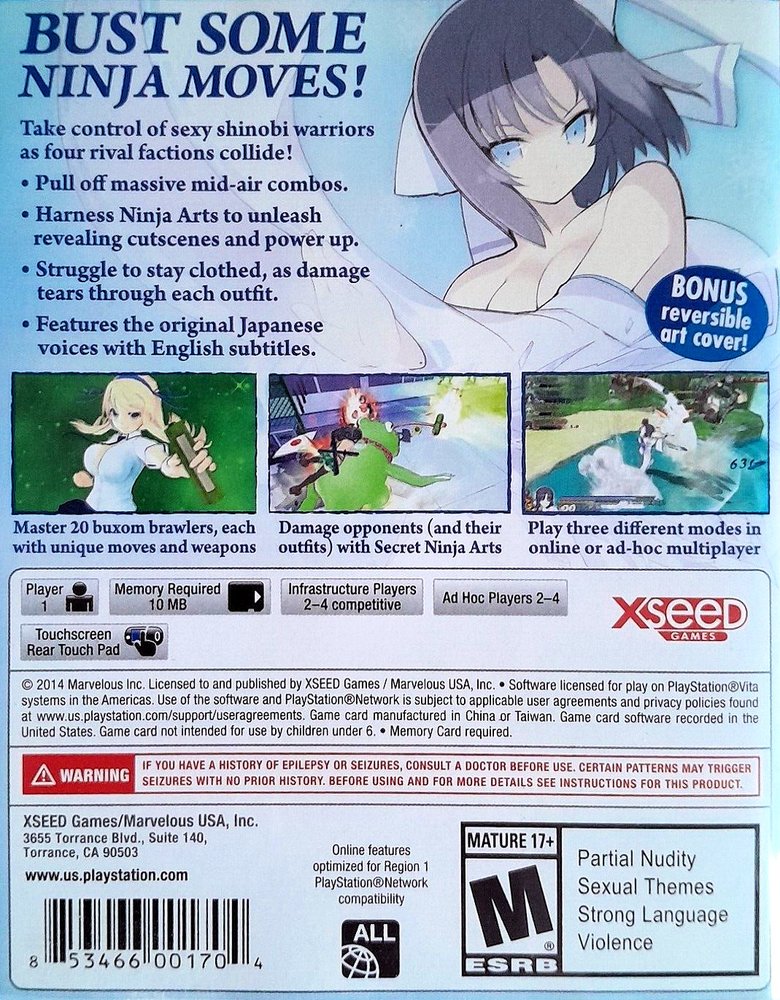 BUST SOME
NINJA MOVES!
Take control of sexy shinobi warriors
as four rival factions collide!
• Pull off massive mid-air combos.
• Harness Ninja Arts to unleash
revealing cutscenes and power up.
• Struggle to stay clothed, as damage
tears through each outfit.
• Features the original Japanese
voices with English subtitles.
BONUS
reversible
art cover!
631
Master 20 buxom brawlers, each
with unique moves and weapons
Damage opponents (and their
outfits) with Secret Ninja Arts
Play three different modes in
online or ad-hoc multiplayer
Player
1
Memory Required
10 MB
Infrastructure Players
2–4 competitive
Ad Hoc Players 2–4
Touchscreen
Rear Touch Pad
XSEED
GAMES
© 2014 Marvelous Inc. Licensed to and published by XSEED Games / Marvelous USA, Inc. • Software licensed for play on PlayStation®Vita
systems in the Americas. Use of the software and PlayStation®Network is subject to applicable user agreements and privacy policies found
at www.us.playstation.com/support/useragreements. Game card manufactured in China or Taiwan. Game card software recorded in the
United States. Game card not intended for use by children under 6. • Memory Card required.
WARNING
IF YOU HAVE A HISTORY OF EPILEPSY OR SEIZURES, CONSULT A DOCTOR BEFORE USE. CERTAIN PATTERNS MAY TRIGGER
SEIZURES WITH NO PRIOR HISTORY. BEFORE USING AND FOR MORE DETAILS SEE INSTRUCTIONS FOR THIS PRODUCT.
XSEED Games/Marvelous USA, Inc.
3655 Torrance Blvd., Suite 140,
Torrance, CA 90503
www.us.playstation.com
Online features
optimized for Region 1
PlayStation®Network
compatibility
ALL
8 53466 00170 4
MATURE 17+
M
®
ESRB
Partial Nudity
Sexual Themes
Strong Language
Violence